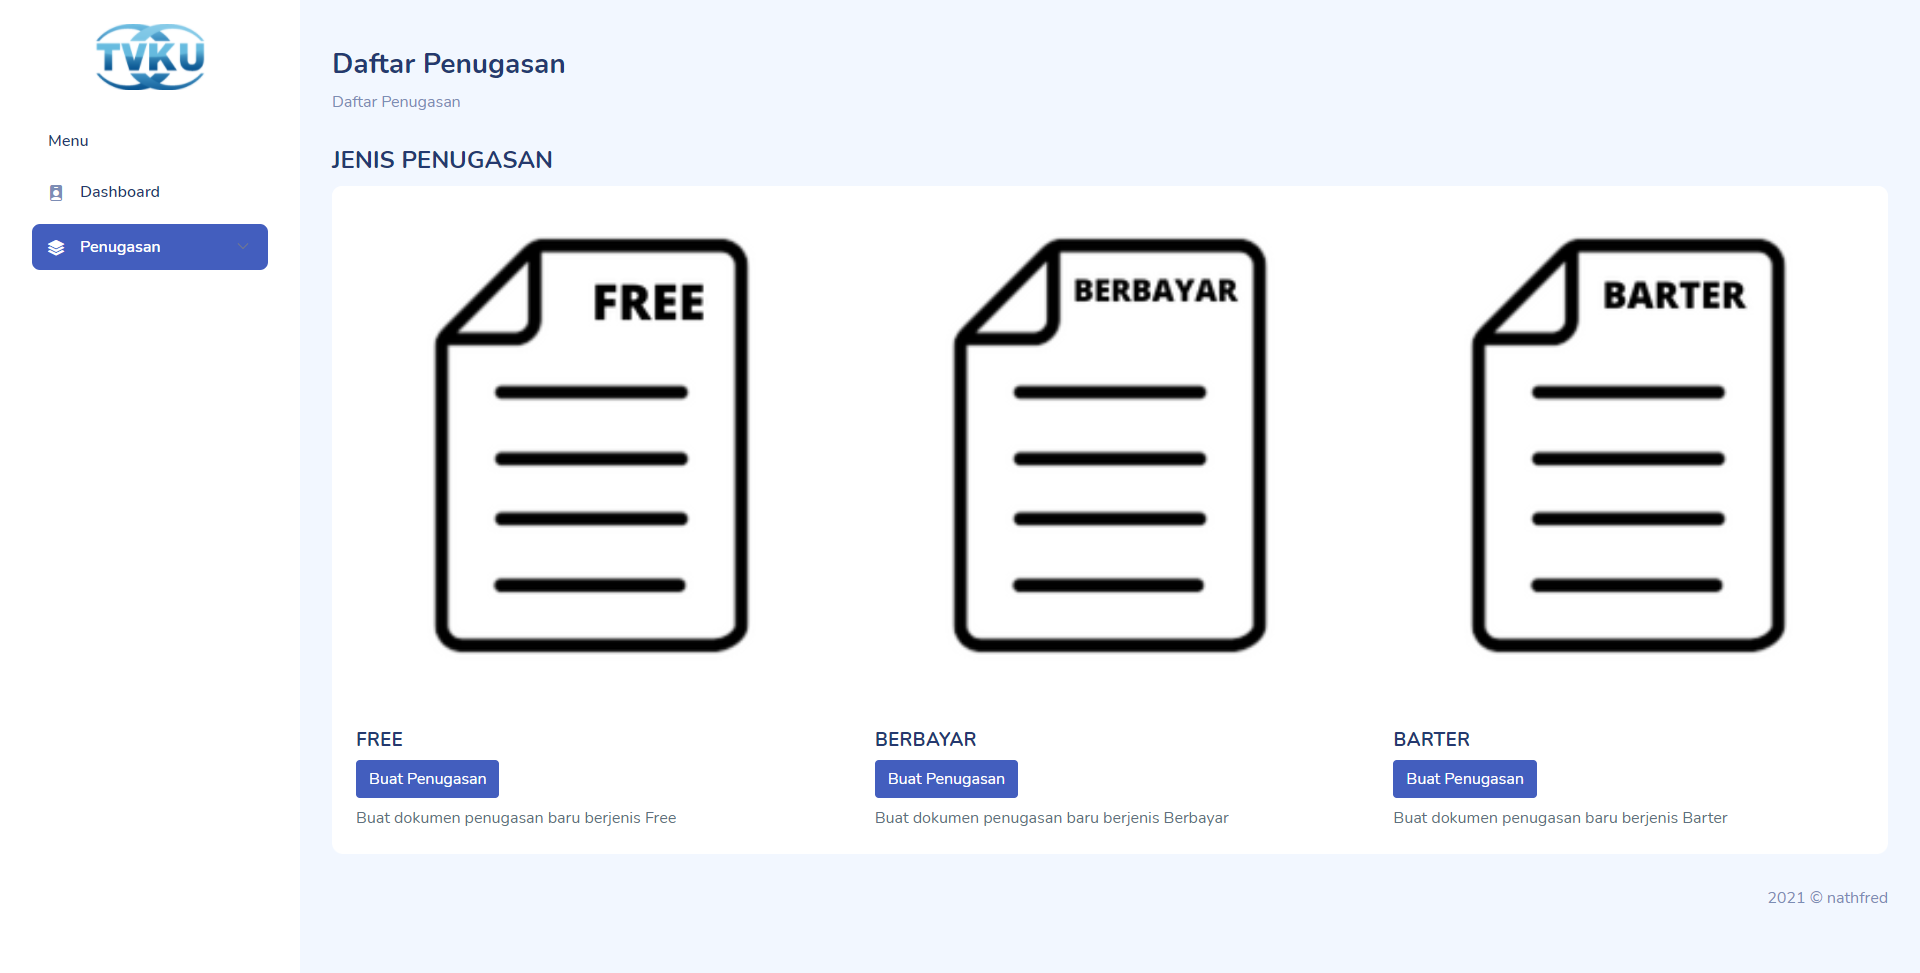 TVKU
Menu
Dashboard
Penugasan
Daftar Penugasan
Daftar Penugasan
JENIS PENUGASAN
FREE
BERBAYAR
BARTER
FREE
Buat Penugasan
Buat dokumen penugasan baru berjenis Free
BERBAYAR
Buat Penugasan
Buat dokumen penugasan baru berjenis Berbayar
BARTER
Buat Penugasan
Buat dokumen penugasan baru berjenis Barter
2021 © nathfred